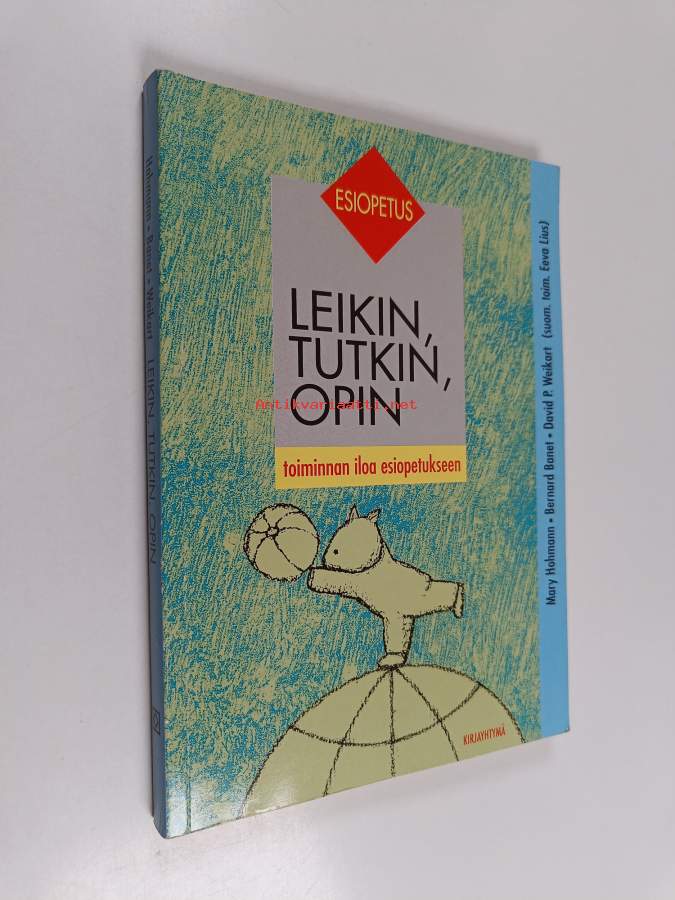 ESIOPETUS
LEIKIN,
TUTKIN,
OPIN
Antikvariaatti.net
toiminnan iloa esiopetukseen
KIRJAYHTYMÄ
Mary Hohmann • Bernard Banet • David P. Weikart (suom. toim. Eeva Lius)
Hohmann • Banet • Weikart LEIKIN, TUTKIN, OPIN